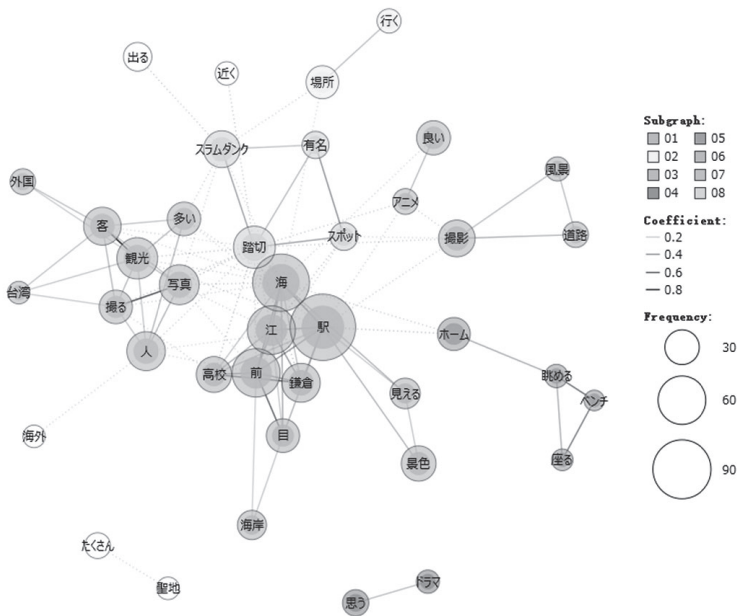 行く
出る
近く
場所
スラムダンク
有名
良い
外国
アニメ
風景
客
多い
踏切
スポット
撮影
道路
観光
台湾
撮る
写真
海
江
駅
ホーム
人
高校
前
鎌倉
見える
眺める
ベンチ
海外
目
景色
座る
海岸
たくさん
聖地
思う
ドラマ
Subgraph:
01 05
02 06
03 07
04 08
Coefficient:
0.2
0.4
0.6
0.8
Frequency:
30
60
90